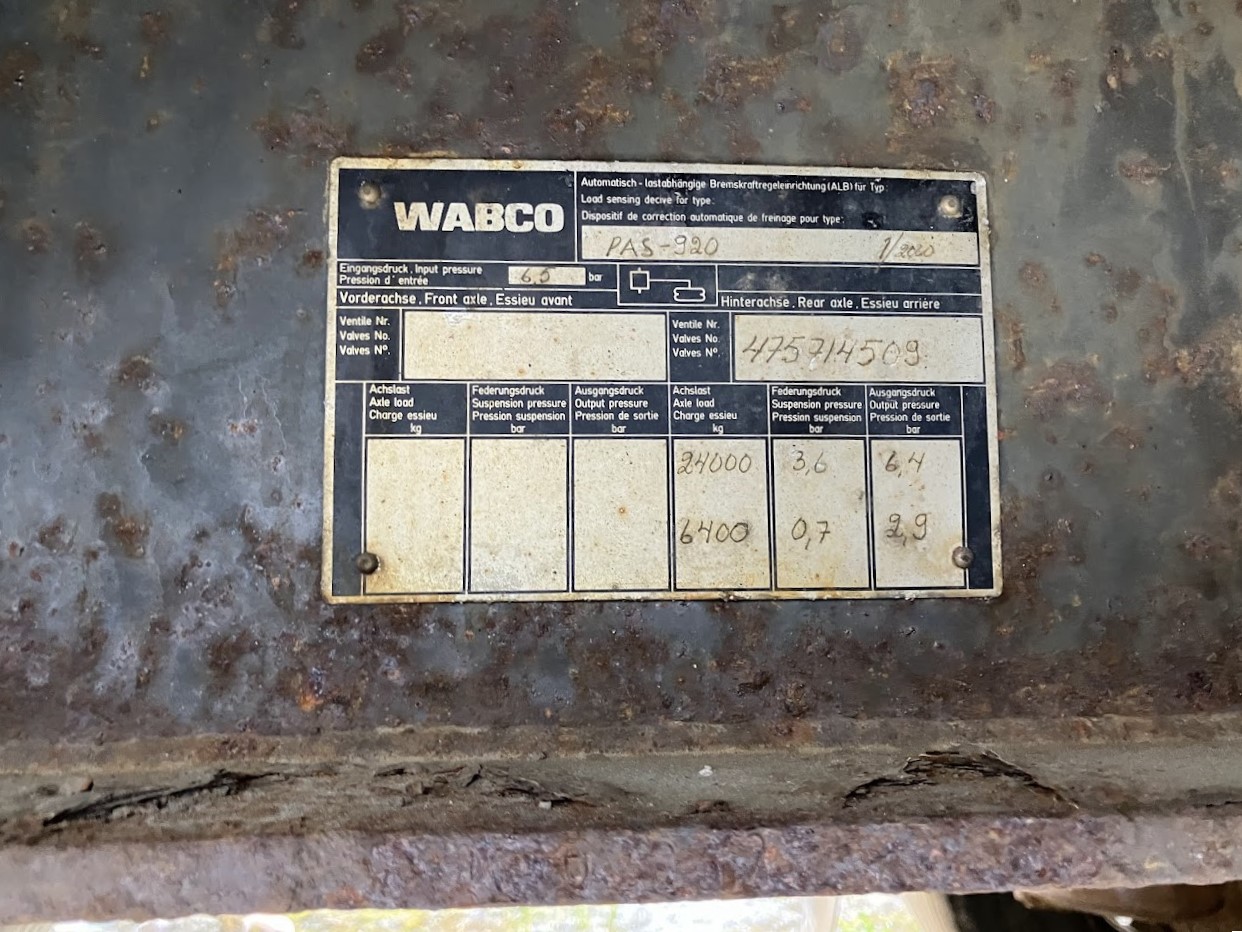 WABCO
Automatisch - lastabhängige Bremskraftregeleinrichtung (ALB) für Typ:
Load sensing decive for type:
Dispositif de correction automatique de freinage pour type:
PAS-920 1/2000
Eingangsdruck, Input pressure
Pression d'entrée
6,5 bar
Vorderachse, Front axle, Essieu avant
Hinterachse, Rear axle, Essieu arriére
Ventile Nr.
Valves No.
Valves N°.
Ventile Nr.
Valves No.
Valves N°.
475714509
Achslast
Axle load
Charge essieu
kg
Federungsdruck
Suspension pressure
Pression suspension
bar
Ausgangsdruck
Output pressure
Pression de sortie
bar
Achslast
Axle load
Charge essieu
kg
Federungsdruck
Suspension pressure
Pression suspension
bar
Ausgangsdruck
Output pressure
Pression de sortie
bar
24000 3,6 6,4
6400 0,7 2,9